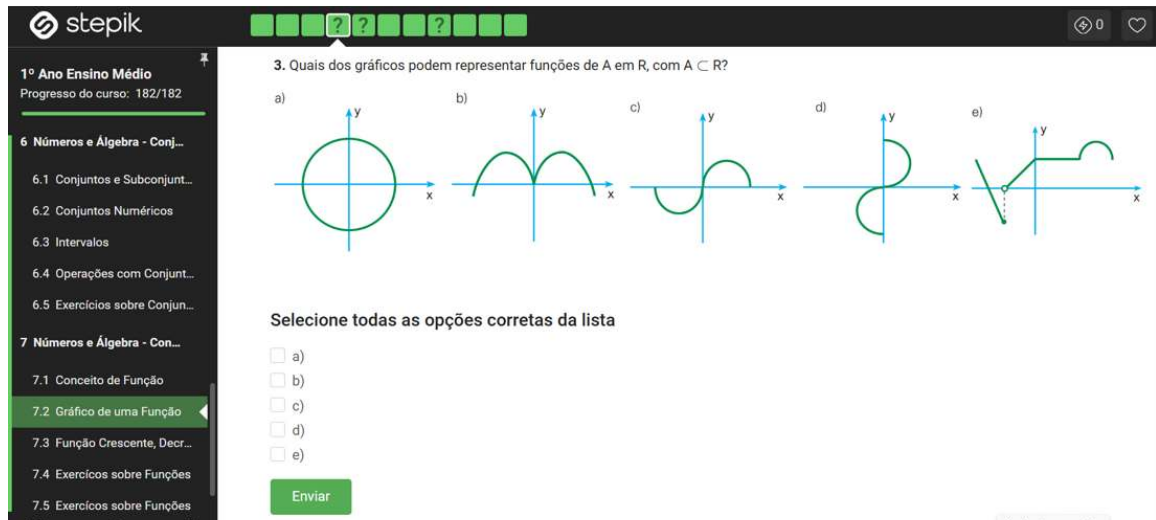 stepik
? ? ?
0
1º Ano Ensino Médio
Progresso do curso: 182/182
6 Números e Álgebra - Conj...
6.1 Conjuntos e Subconjunt...
6.2 Conjuntos Numéricos
6.3 Intervalos
6.4 Operações com Conjunt...
6.5 Exercícios sobre Conjun...
7 Números e Álgebra - Con...
7.1 Conceito de Função
7.2 Gráfico de uma Função
7.3 Função Crescente, Decr...
7.4 Exercícos sobre Funções
7.5 Exercícos sobre Funções
3. Quais dos gráficos podem representar funções de A em R, com A ⊂ R?
a) b) c) d) e)
y y y y y
x x x x x
Selecione todas as opções corretas da lista
a)
b)
c)
d)
e)
Enviar